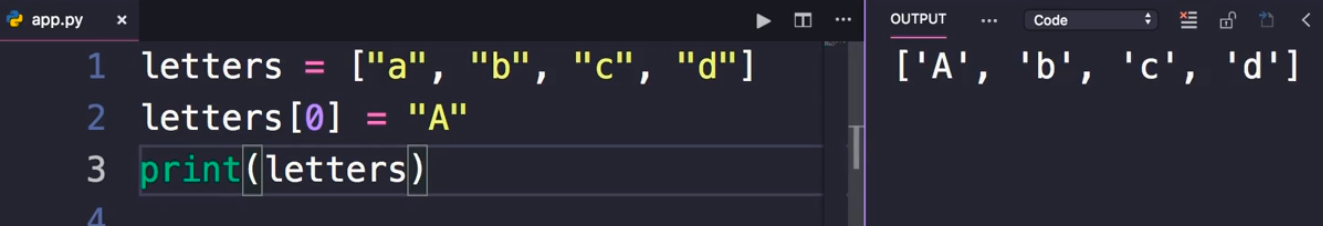 app.py ×
1 letters = ["a", "b", "c", "d"]
2 letters[0] = "A"
3 print(letters)
4
OUTPUT ... Code
['A', 'b', 'c', 'd']